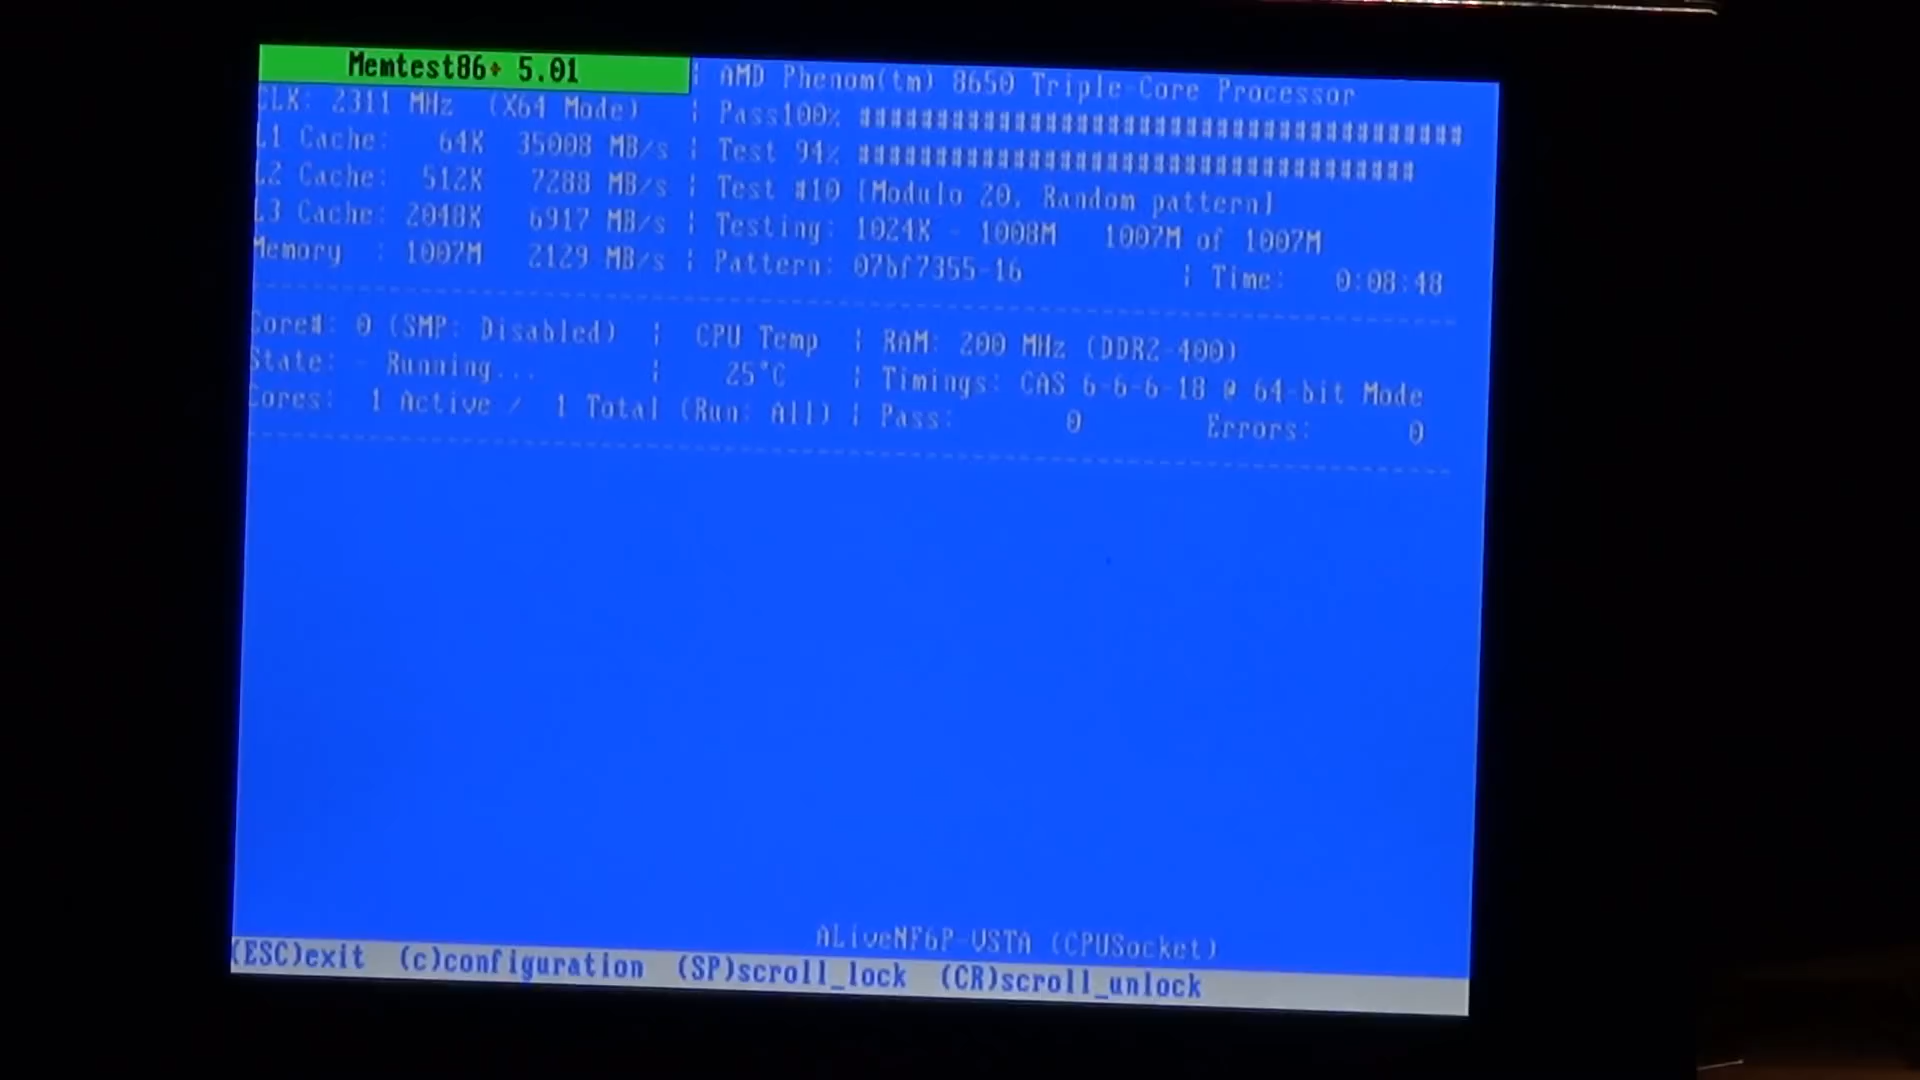 Memtest86+ 5.01 | AMD Phenom(tm) 8650 Triple-Core Processor
CLK: 2311 MHz (X64 Mode) | Pass100% #######################################
L1 Cache: 64K 35008 MB/s | Test 94% ####################################
L2 Cache: 512K 7288 MB/s | Test #10 [Modulo 20, Random pattern]
L3 Cache: 2048K 6917 MB/s | Testing: 1024K - 1008M 1007M of 1007M
Memory : 1007M 2129 MB/s | Pattern: 07bf7355-16 | Time: 0:08:48
Core#: 0 (SMP: Disabled) | CPU Temp | RAM: 200 MHz (DDR2-400)
State: - Running... | 25°C | Timings: CAS 6-6-6-18 @ 64-bit Mode
Cores: 1 Active / 1 Total (Run: All) | Pass: 0 Errors: 0
ALiveNF6P-VSTA (CPUSocket)
(ESC)exit (c)configuration (SP)scroll_lock (CR)scroll_unlock